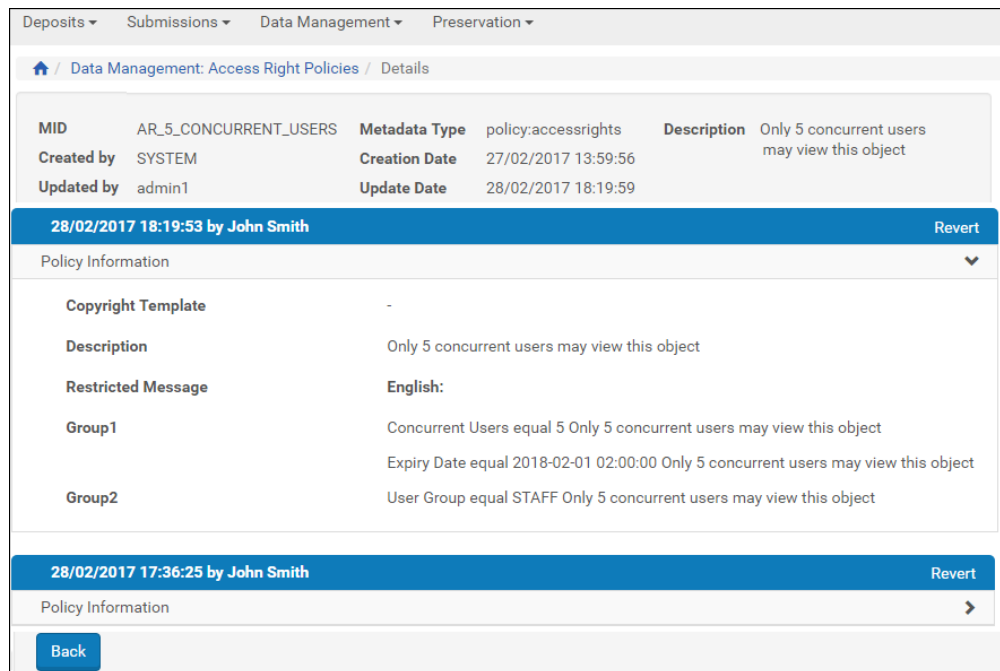 Deposits Submissions Data Management Preservation
/ Data Management: Access Right Policies / Details
MID AR_5_CONCURRENT_USERS Metadata Type policy:accessrights Description Only 5 concurrent users
may view this object
Created by SYSTEM Creation Date 27/02/2017 13:59:56
Updated by admin1 Update Date 28/02/2017 18:19:59
28/02/2017 18:19:53 by John Smith Revert
Policy Information
Copyright Template -
Description Only 5 concurrent users may view this object
Restricted Message English:
Group1 Concurrent Users equal 5 Only 5 concurrent users may view this object
Expiry Date equal 2018-02-01 02:00:00 Only 5 concurrent users may view this object
Group2 User Group equal STAFF Only 5 concurrent users may view this object
28/02/2017 17:36:25 by John Smith Revert
Policy Information
Back